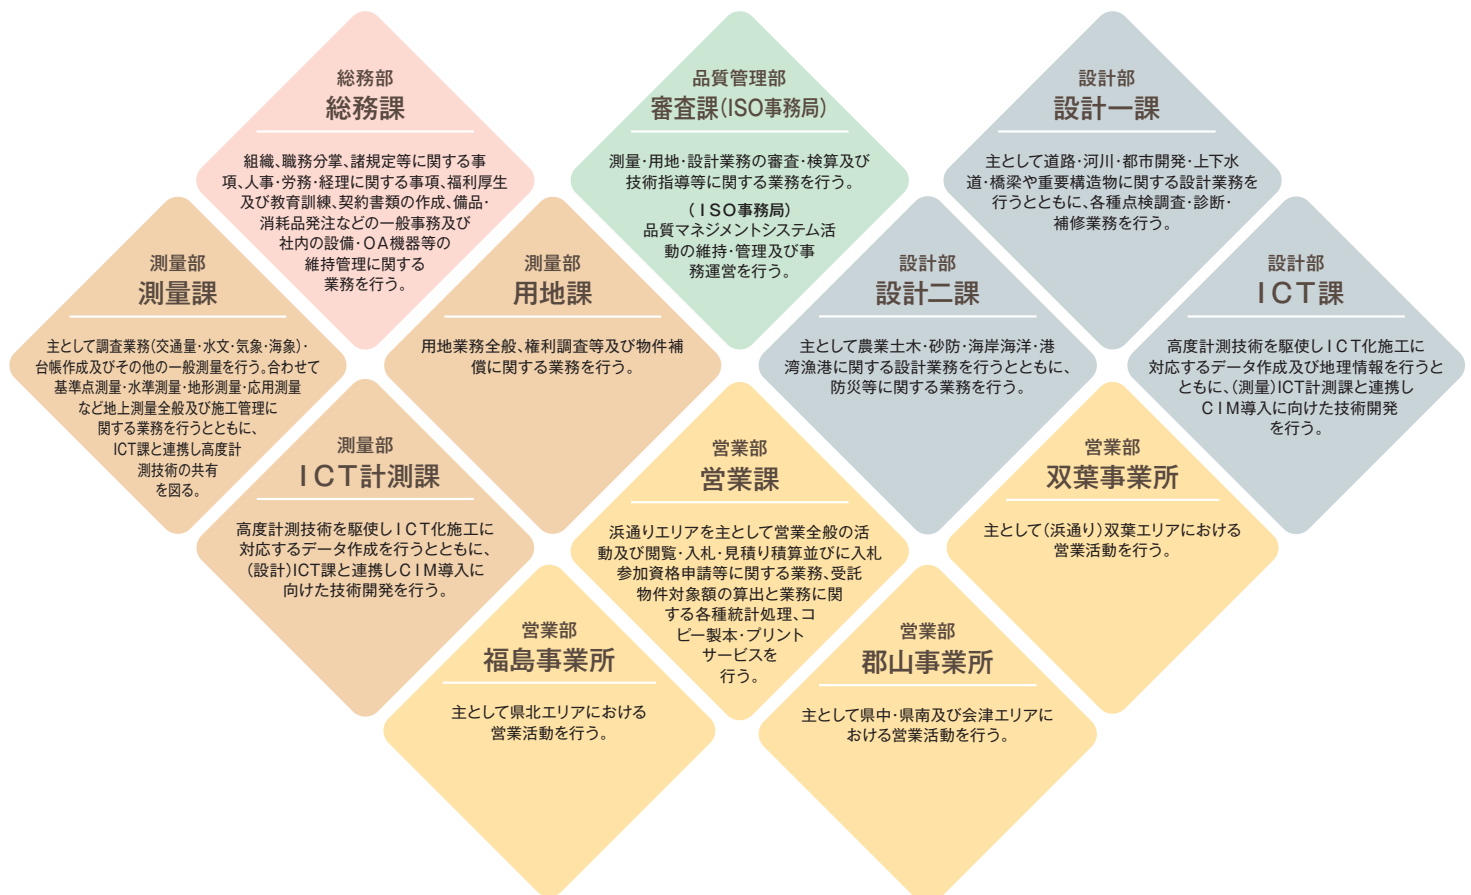 総務部
総務課
組織、職務分掌、諸規定等に関する事
項、人事・労務・経理に関する事項、福利厚生
及び教育訓練、契約書類の作成、備品・
消耗品発注などの一般事務及び
社内の設備・OA機器等の
維持管理に関する
業務を行う。
品質管理部
審査課(ISO事務局)
測量・用地・設計業務の審査・検算及び
技術指導等に関する業務を行う。
(ISO事務局)
品質マネジメントシステム活
動の維持・管理及び事
務運営を行う。
設計部
設計一課
主として道路・河川・都市開発・上下水
道・橋梁や重要構造物に関する設計業務を
行うとともに、各種点検調査・診断・
補修業務を行う。
測量部
測量課
主として調査業務(交通量・水文・気象・海象)・
台帳作成及びその他の一般測量を行う。合わせて
基準点測量・水準測量・地形測量・応用測量
など地上測量全般及び施工管理に
関する業務を行うとともに、
ICT課と連携し高度計
測技術の共有
を図る。
測量部
用地課
用地業務全般、権利調査等及び物件補
償に関する業務を行う。
設計部
設計二課
主として農業土木・砂防・海岸海洋・港
湾漁港に関する設計業務を行うとともに、
防災等に関する業務を行う。
設計部
ICT課
高度計測技術を駆使しICT化施工に
対応するデータ作成及び地理情報を行うと
ともに、(測量)ICT計測課と連携し
CIM導入に向けた技術開発
を行う。
測量部
ICT計測課
高度計測技術を駆使しICT化施工に
対応するデータ作成を行うとともに、
(設計)ICT課と連携しCIM導入に
向けた技術開発を行う。
営業部
営業課
浜通りエリアを主として営業全般の活
動及び閲覧・入札・見積り積算並びに入札
参加資格申請等に関する業務、受託
物件対象額の算出と業務に関
する各種統計処理、コ
ピー製本・プリント
サービスを
行う。
営業部
双葉事業所
主として(浜通り)双葉エリアにおける
営業活動を行う。
営業部
福島事業所
主として県北エリアにおける
営業活動を行う。
営業部
郡山事業所
主として県中・県南及び会津エリアに
おける営業活動を行う。